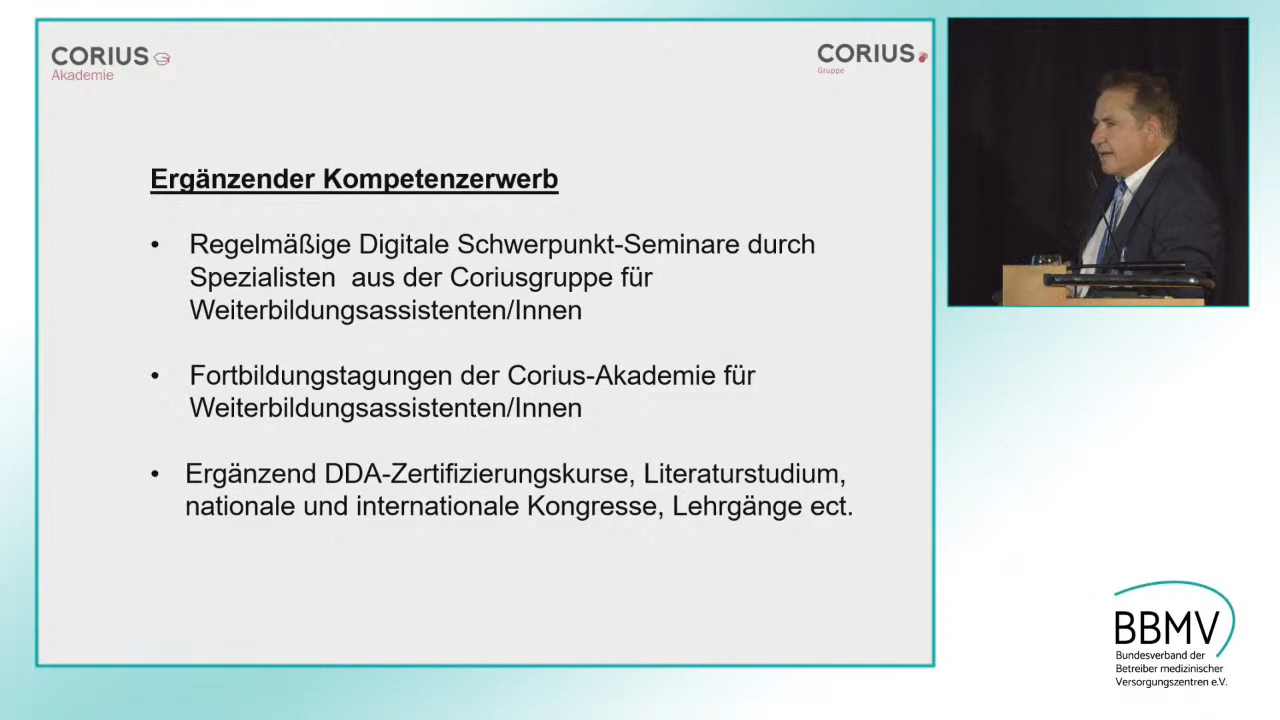 CORIUS
Akademie
CORIUS
Gruppe
Ergänzender Kompetenzerwerb
• Regelmäßige Digitale Schwerpunkt-Seminare durch
Spezialisten aus der Coriusgruppe für
Weiterbildungsassistenten/Innen
• Fortbildungstagungen der Corius-Akademie für
Weiterbildungsassistenten/Innen
• Ergänzend DDA-Zertifizierungskurse, Literaturstudium,
nationale und internationale Kongresse, Lehrgänge ect.
BBMV
Bundesverband der
Betreiber medizinischer
Versorgungszentren e.V.